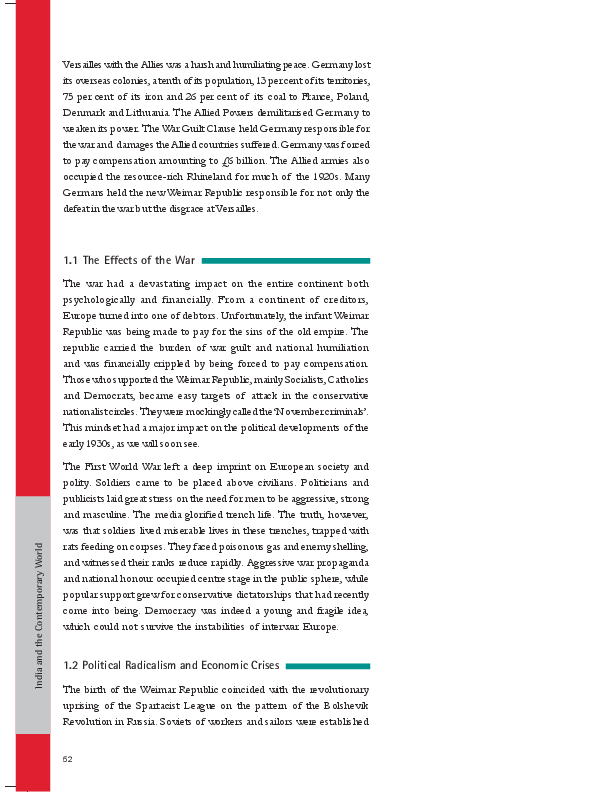 Versailles with the Allies was a harsh and humiliating peace. Germany lost
its overseas colonies, a tenth of its population, 13 per cent of its territories,
75 per cent of its iron and 26 per cent of its coal to France, Poland,
Denmark and Lithuania. The Allied Powers demilitarised Germany to
weaken its power. The War Guilt Clause held Germany responsible for
the war and damages the Allied countries suffered. Germany was forced
to pay compensation amounting to £6 billion. The Allied armies also
occupied the resource-rich Rhineland for much of the 1920s. Many
Germans held the new Weimar Republic responsible for not only the
defeat in the war but the disgrace at Versailles.
1.1 The Effects of the War
The war had a devastating impact on the entire continent both
psychologically and financially. From a continent of creditors,
Europe turned into one of debtors. Unfortunately, the infant Weimar
Republic was being made to pay for the sins of the old empire. The
republic carried the burden of war guilt and national humiliation
and was financially crippled by being forced to pay compensation.
Those who supported the Weimar Republic, mainly Socialists, Catholics
and Democrats, became easy targets of attack in the conservative
nationalist circles. They were mockingly called the ‘November criminals’.
This mindset had a major impact on the political developments of the
early 1930s, as we will soon see.
The First World War left a deep imprint on European society and
polity. Soldiers came to be placed above civilians. Politicians and
publicists laid great stress on the need for men to be aggressive, strong
and masculine. The media glorified trench life. The truth, however,
was that soldiers lived miserable lives in these trenches, trapped with
rats feeding on corpses. They faced poisonous gas and enemy shelling,
and witnessed their ranks reduce rapidly. Aggressive war propaganda
and national honour occupied centre stage in the public sphere, while
popular support grew for conservative dictatorships that had recently
come into being. Democracy was indeed a young and fragile idea,
which could not survive the instabilities of interwar Europe.
1.2 Political Radicalism and Economic Crises
The birth of the Weimar Republic coincided with the revolutionary
uprising of the Spartacist League on the pattern of the Bolshevik
Revolution in Russia. Soviets of workers and sailors were established
India and the Contemporary World
52